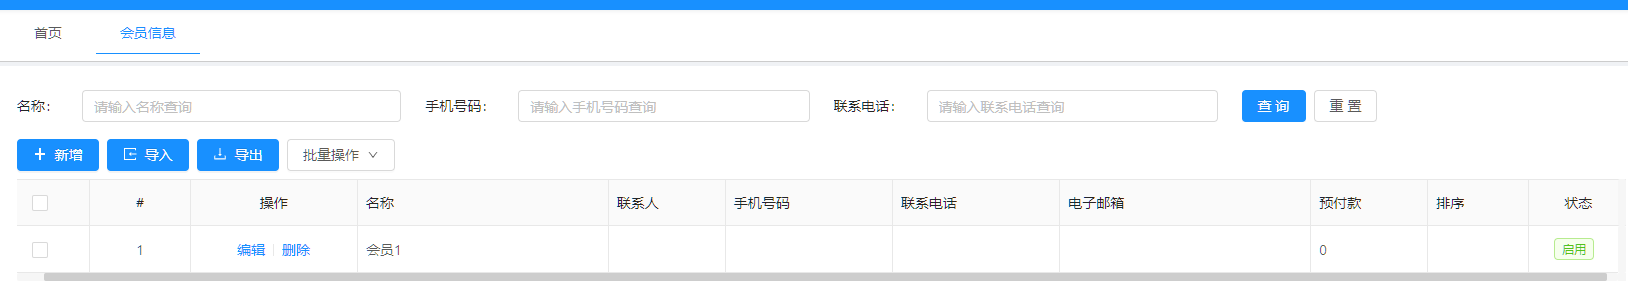 首页 会员信息
名称： 请输入名称查询 手机号码： 请输入手机号码查询 联系电话： 请输入联系电话查询 查询 重置
新增 导入 导出 批量操作
# 操作 名称 联系人 手机号码 联系电话 电子邮箱 预付款 排序 状态
1 编辑 删除 会员1 0 启用